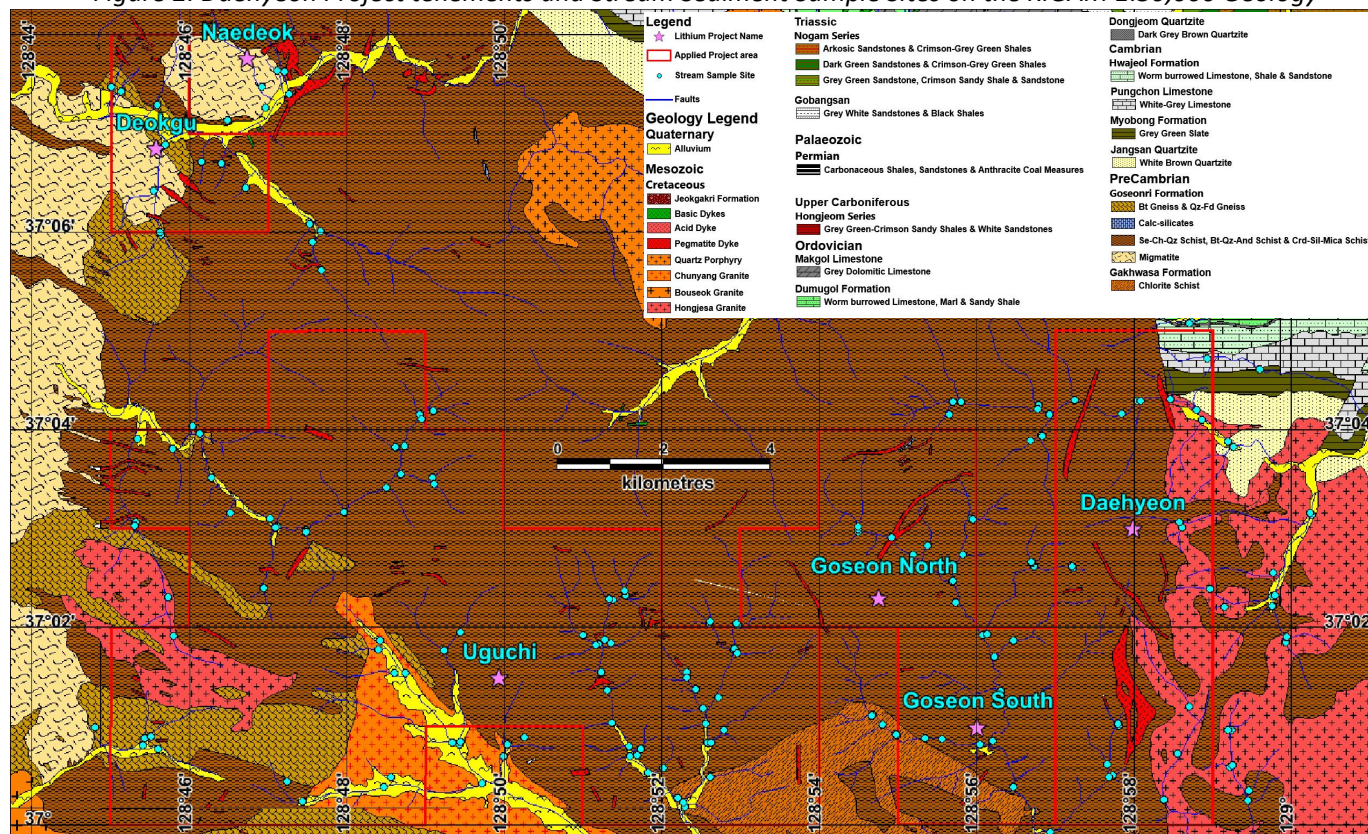 Figure 2: Daehyeon Project tenements and stream sediment sample sites on the KIGAM 1:50,000 Geology
Legend
Lithium Project Name
Applied Project area
Stream Sample Site
Faults
Geology Legend
Quaternary
Alluvium
Mesozoic
Cretaceous
Jeokgakri Formation
Basic Dykes
Acid Dyke
Pegmatite Dyke
Quartz Porphyry
Chunyang Granite
Bouseok Granite
Hongjesa Granite
Triassic
Nogam Series
Arkosic Sandstones & Crimson-Grey Green Shales
Dark Green Sandstones & Crimson-Grey Green Shales
Grey Green Sandstone, Crimson Sandy Shale & Sandstone
Gobangsan
Grey White Sandstones & Black Shales
Palaeozoic
Permian
Carbonaceous Shales, Sandstones & Anthracite Coal Measures
Upper Carboniferous
Hongjeom Series
Grey Green-Crimson Sandy Shales & White Sandstones
Ordovician
Makgol Limestone
Grey Dolomitic Limestone
Dumugol Formation
Worm burrowed Limestone, Marl & Sandy Shale
Dongjeom Quartzite
Dark Grey Brown Quartzite
Cambrian
Hwajeol Formation
Worm burrowed Limestone, Shale & Sandstone
Pungchon Limestone
White-Grey Limestone
Myobong Formation
Grey Green Slate
Jangsan Quartzite
White Brown Quartzite
PreCambrian
Goseonri Formation
Bt Gneiss & Qz-Fd Gneiss
Calc-silicates
Se-Ch-Qz Schist, Bt-Qz-And Schist & Crd-Sil-Mica Schis
Migmatite
Gakhwasa Formation
Chlorite Schist
128°44'
128°46'
128°48'
128°50'
Naedeok
Deokgu
37°06'
37°04'
37°04'
0 2 4
kilometres
Daehyeon
Goseon North
37°02'
37°02'
Uguchi
Goseon South
37°
128°46'
128°48'
128°50'
128°52'
128°54'
128°56'
128°58'
129°